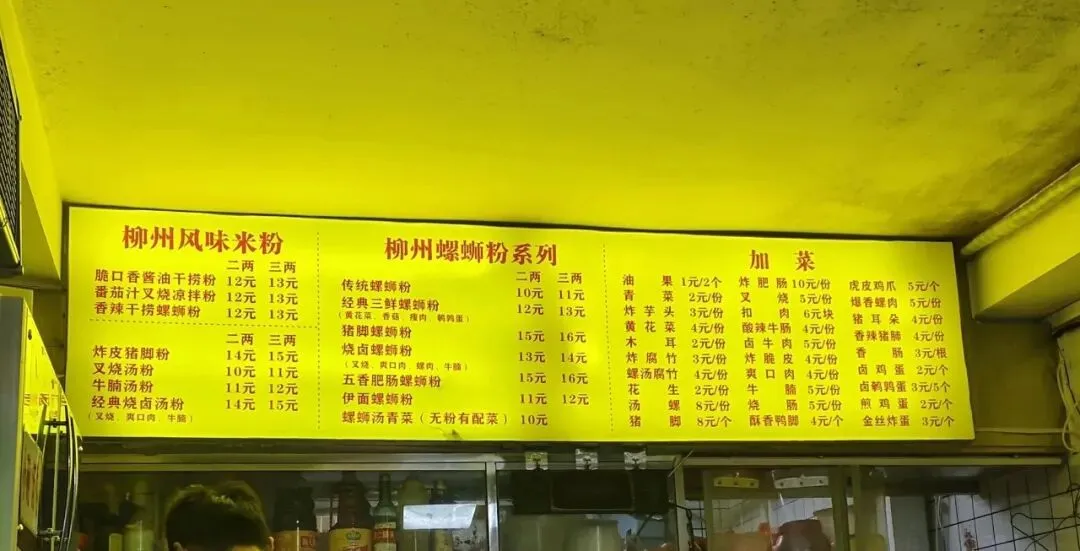 柳州风味米粉
二两 三两
脆口香酱油干捞粉 12元 13元
番茄汁叉烧凉拌粉 12元 13元
香辣干捞螺蛳粉 12元 13元
二两 三两
炸皮猪脚粉 14元 15元
叉烧汤粉 10元 11元
牛腩汤粉 11元 12元
经典烧卤汤粉 14元 15元
(叉烧、爽口肉、牛腩)
柳州螺蛳粉系列
二两 三两
传统螺蛳粉 10元 11元
经典三鲜螺蛳粉 12元 13元
(黄花菜、香菇、瘦肉、鹌鹑蛋)
猪脚螺蛳粉 15元 16元
烧卤螺蛳粉 13元 14元
(叉烧、爽口肉、螺肉、牛腩)
五香肥肠螺蛳粉 15元 16元
伊面螺蛳粉 11元 12元
螺蛳汤青菜(无粉有配菜) 10元
加菜
油果 1元/2个 炸肥肠 10元/份 虎皮鸡爪 5元/个
青菜 2元/份 叉烧 5元/份 爆香螺肉 5元/份
炸芋头 3元/份 扣肉 6元块 猪耳朵 4元/份
黄花菜 4元/份 酸辣牛肠 4元/份 香辣猪肺 4元/份
木耳 2元/份 卤牛肉 5元/份 香肠 3元/根
炸腐竹 3元/份 炸脆皮 4元/份 卤鸡蛋 2元/个
螺汤腐竹 4元/份 爽口肉 4元/份 卤鹌鹑蛋 3元/5个
花生 2元/份 牛腩 5元/份 煎鸡蛋 2元/个
汤螺 8元/份 烧肠 5元/份 金丝炸蛋 3元/个
猪脚 8元/个 酥香鸭脚 4元/个